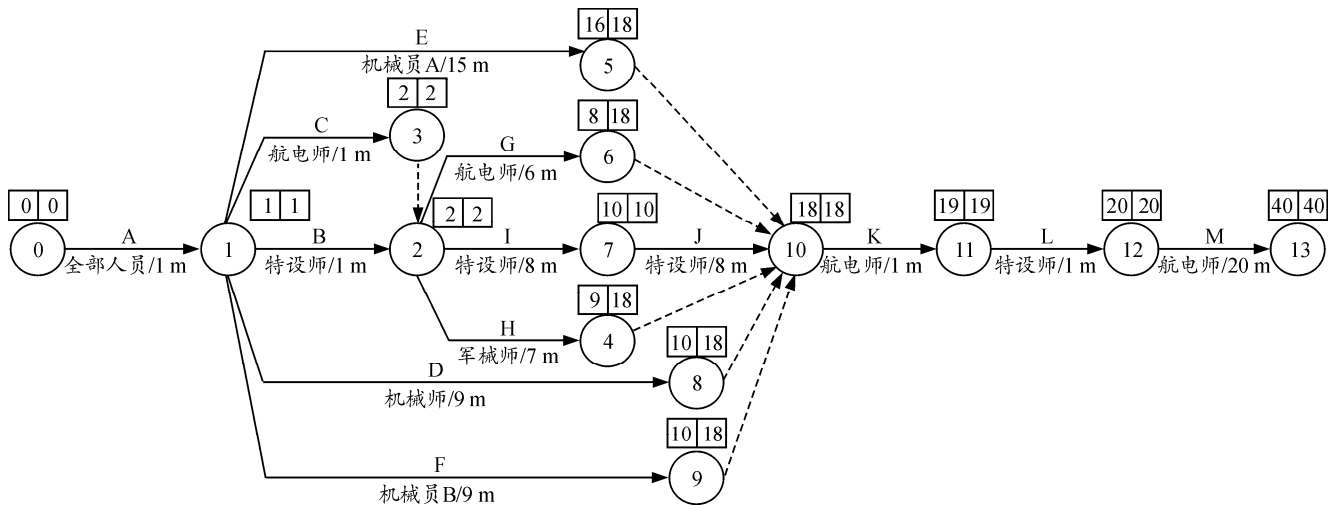 E
16 18
5
机械员A/15 m
2 2
C
3
航电师/1 m
8 18
G
6
航电师/6 m
0 0
1 1
2 2
10 10
18 18
19 19
20 20
40 40
0
A
全部人员/1 m
1
B
特设师/1 m
2
I
特设师/8 m
7
J
特设师/8 m
10
K
航电师/1 m
11
L
特设师/1 m
12
M
航电师/20 m
13
9 18
H
4
军械师/7 m
10 18
D
8
机械师/9 m
10 18
F
9
机械员B/9 m